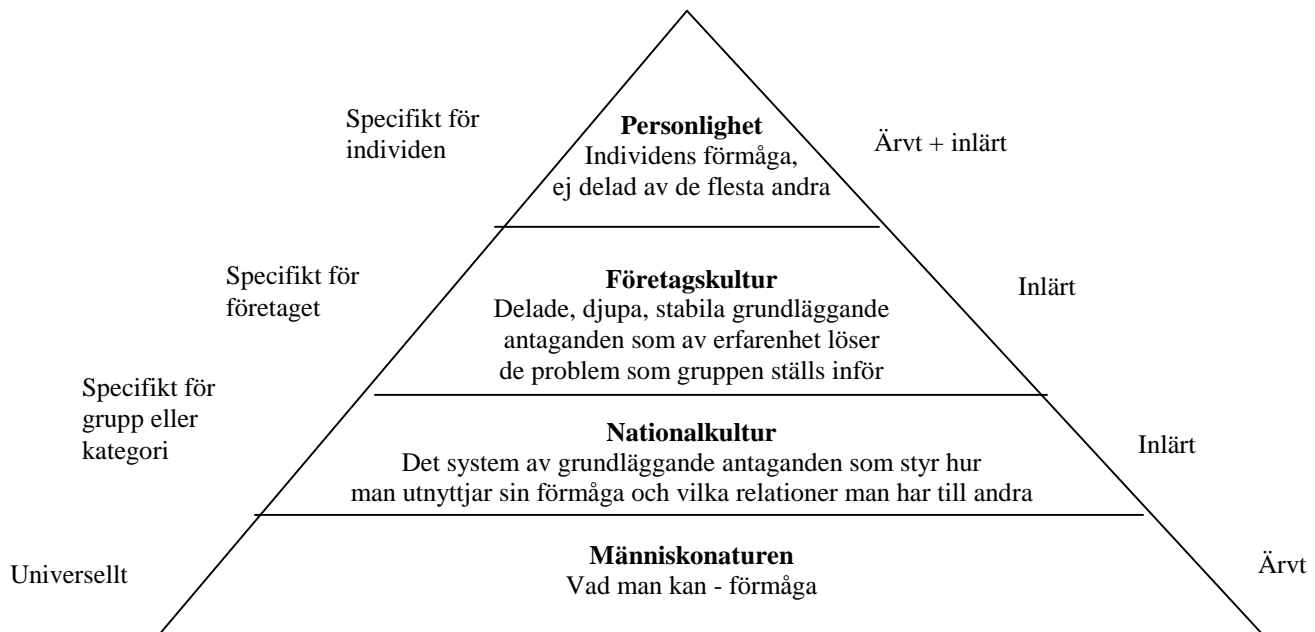 Specifikt för
individen
Personlighet
Individens förmåga,
ej delad av de flesta andra
Ärvt + inlärt
Specifikt för
företaget
Företagskultur
Delade, djupa, stabila grundläggande
antaganden som av erfarenhet löser
de problem som gruppen ställs inför
Inlärt
Specifikt för
grupp eller
kategori
Nationalkultur
Det system av grundläggande antaganden som styr hur
man utnyttjar sin förmåga och vilka relationer man har till andra
Inlärt
Universellt
Människonaturen
Vad man kan - förmåga
Ärvt